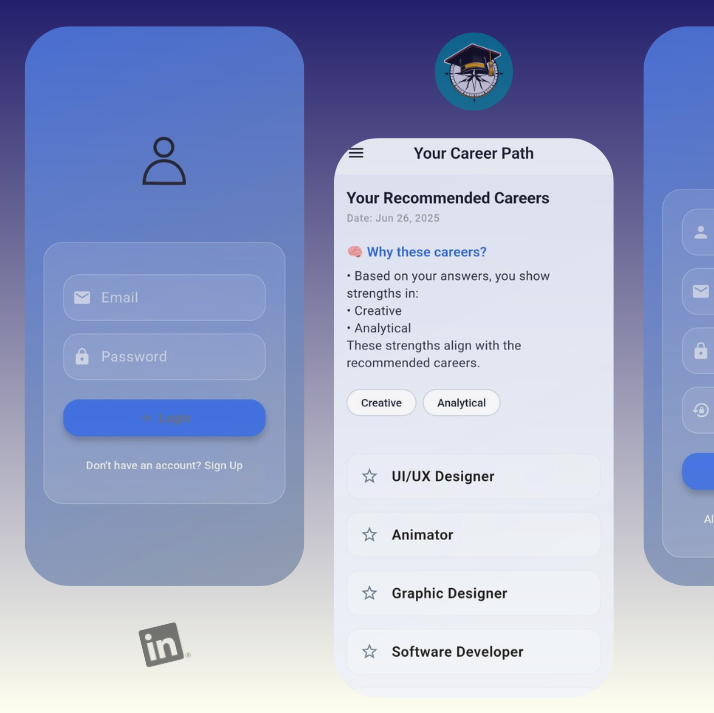 Email
Password
Login
Don't have an account? Sign Up
in
®
Your Career Path
Your Recommended Careers
Date: Jun 26, 2025
Why these careers?
• Based on your answers, you show
strengths in:
• Creative
• Analytical
These strengths align with the
recommended careers.
Creative
Analytical
UI/UX Designer
Animator
Graphic Designer
Software Developer
Al